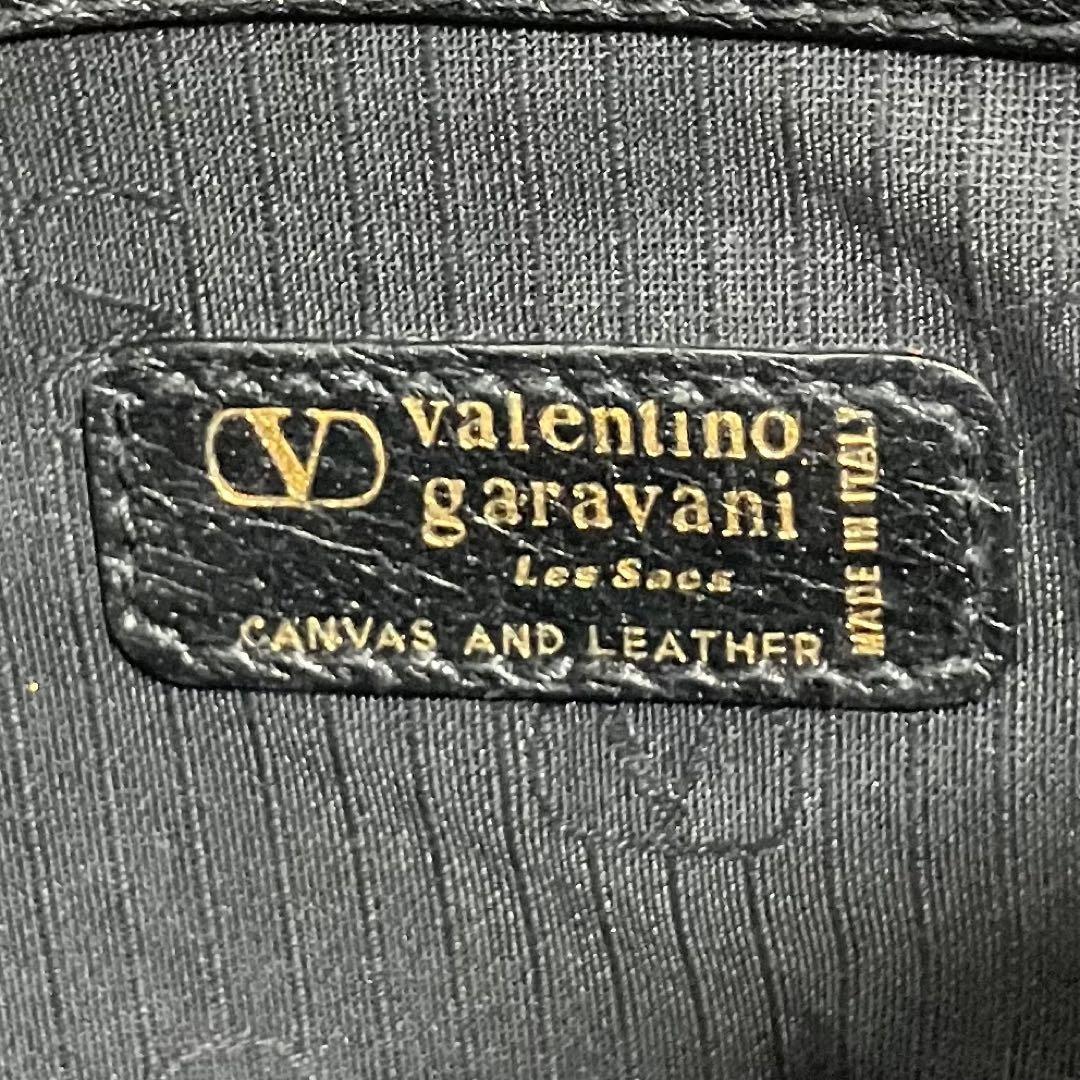 V valentino
garavani
Les Sacs
CANVAS AND LEATHER
MADE IN ITALY